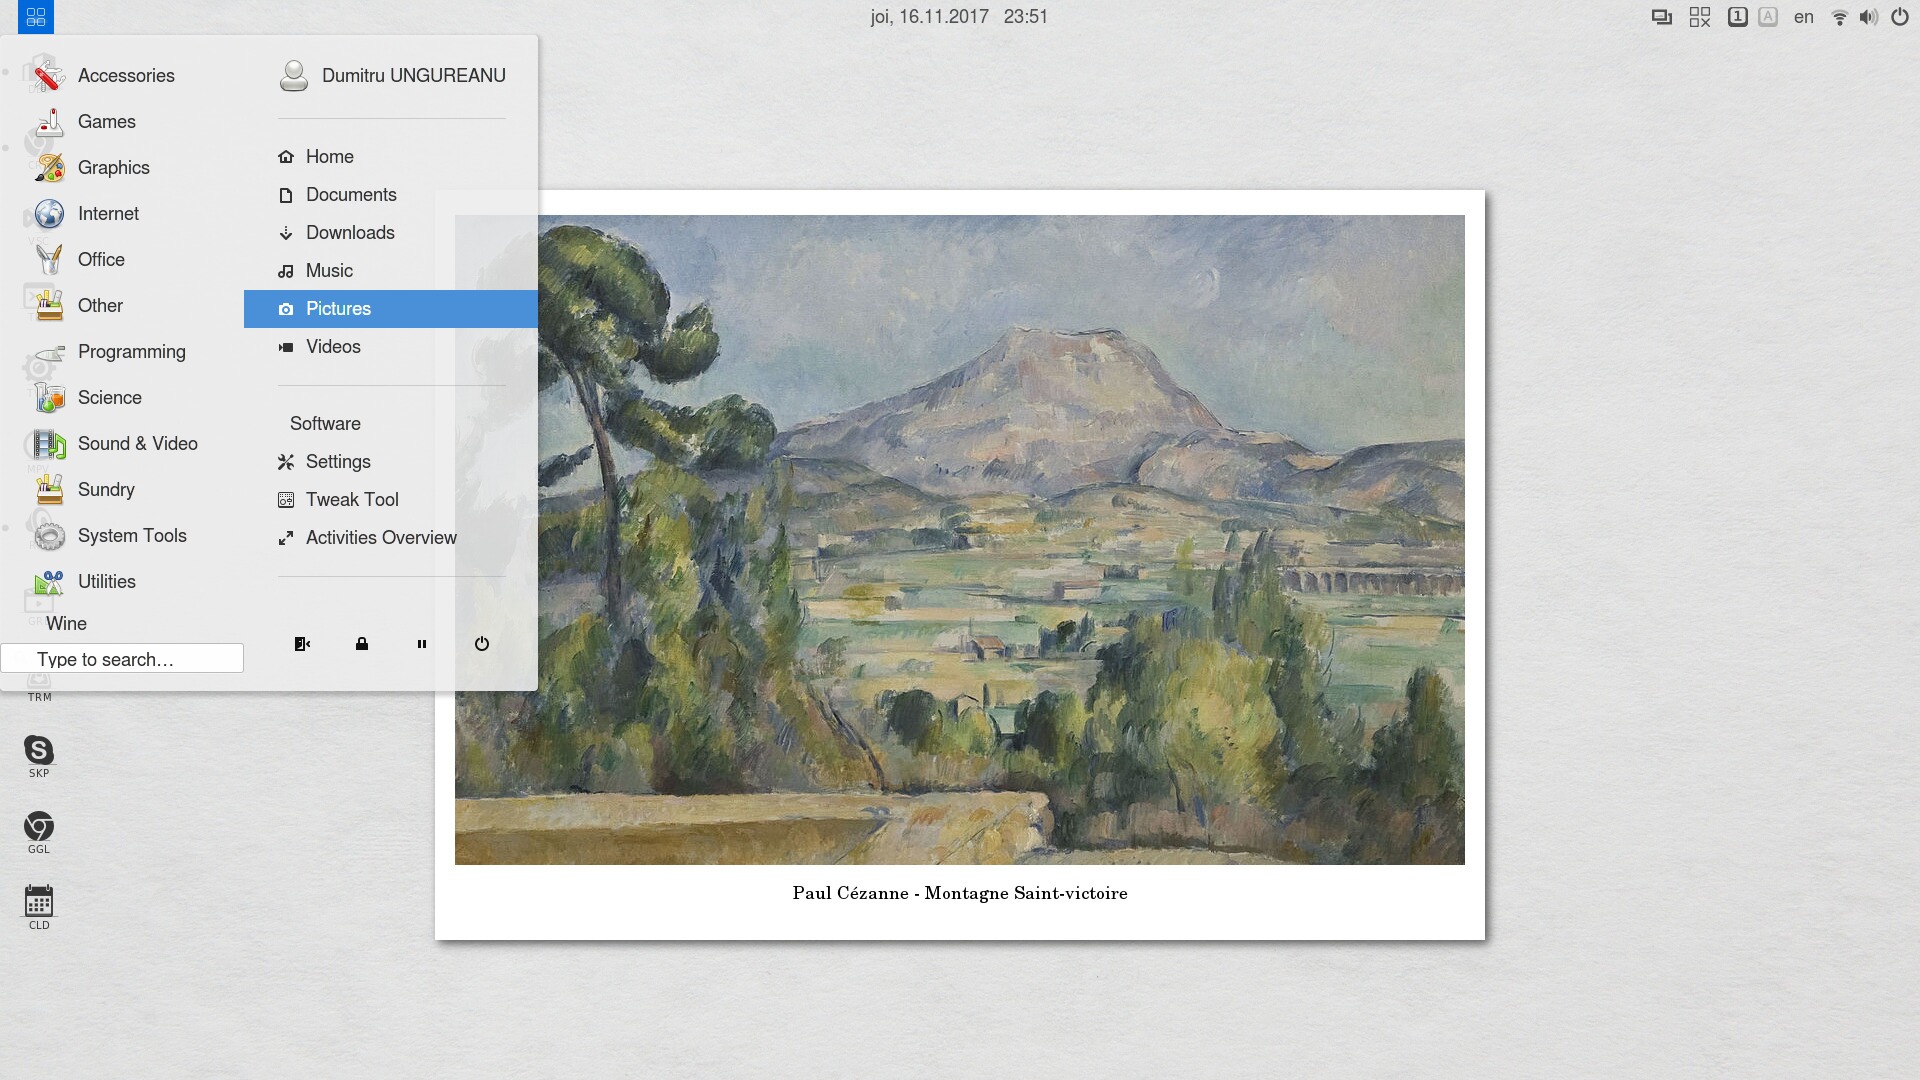 joi, 16.11.2017 23:51
1
A
en
Accessories
Games
Graphics
Internet
Office
Other
Programming
Science
Sound & Video
Sundry
System Tools
Utilities
Wine
Type to search...
Dumitru UNGUREANU
Home
Documents
Downloads
Music
Pictures
Videos
Software
Settings
Tweak Tool
Activities Overview
MPV
TRM
SKP
GGL
CLD
Paul Cézanne - Montagne Saint-victoire